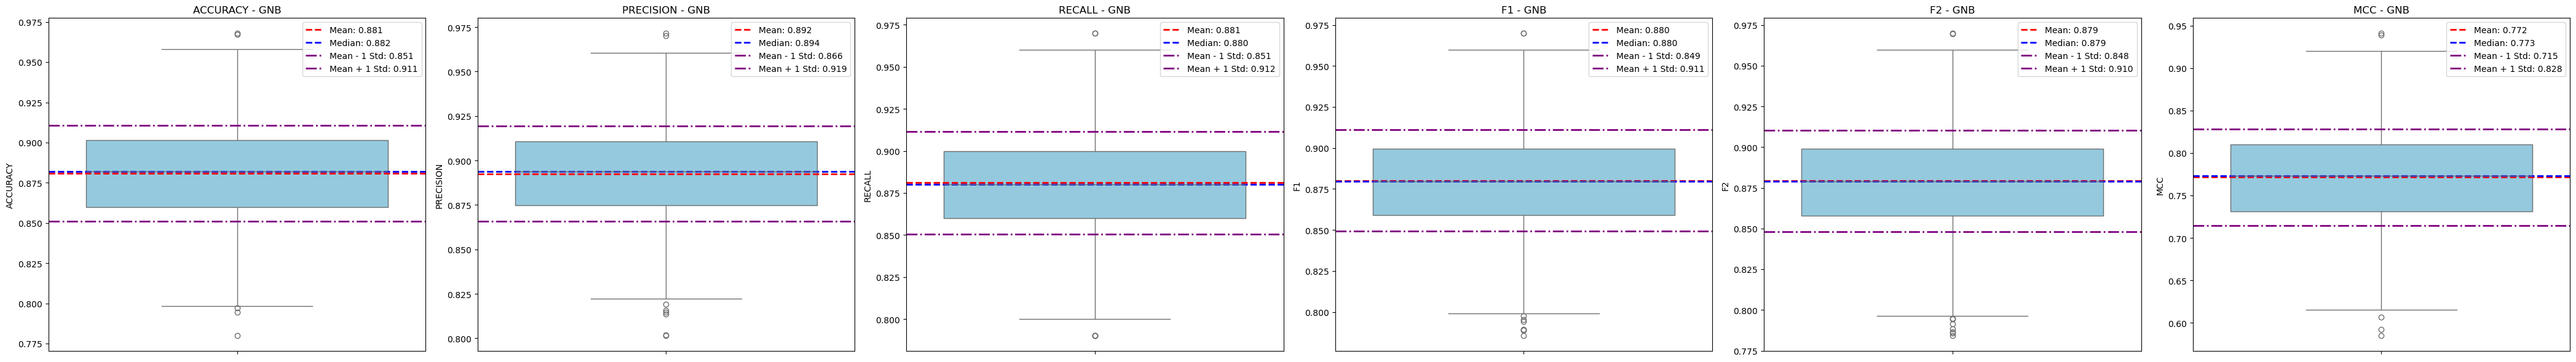 ACCURACY - GNB
Mean: 0.881
Median: 0.882
Mean - 1 Std: 0.851
Mean + 1 Std: 0.911
0.975
0.950
0.925
0.900
0.875
0.850
0.825
0.800
0.775
ACCURACY
PRECISION - GNB
Mean: 0.892
Median: 0.894
Mean - 1 Std: 0.866
Mean + 1 Std: 0.919
0.975
0.950
0.925
0.900
0.875
0.850
0.825
0.800
PRECISION
RECALL - GNB
Mean: 0.881
Median: 0.880
Mean - 1 Std: 0.851
Mean + 1 Std: 0.912
0.975
0.950
0.925
0.900
0.875
0.850
0.825
0.800
RECALL
F1 - GNB
Mean: 0.880
Median: 0.880
Mean - 1 Std: 0.849
Mean + 1 Std: 0.911
0.975
0.950
0.925
0.900
0.875
0.850
0.825
0.800
F1
F2 - GNB
Mean: 0.879
Median: 0.879
Mean - 1 Std: 0.848
Mean + 1 Std: 0.910
0.975
0.950
0.925
0.900
0.875
0.850
0.825
0.800
0.775
F2
MCC - GNB
Mean: 0.772
Median: 0.773
Mean - 1 Std: 0.715
Mean + 1 Std: 0.828
0.95
0.90
0.85
0.80
0.75
0.70
0.65
0.60
MCC